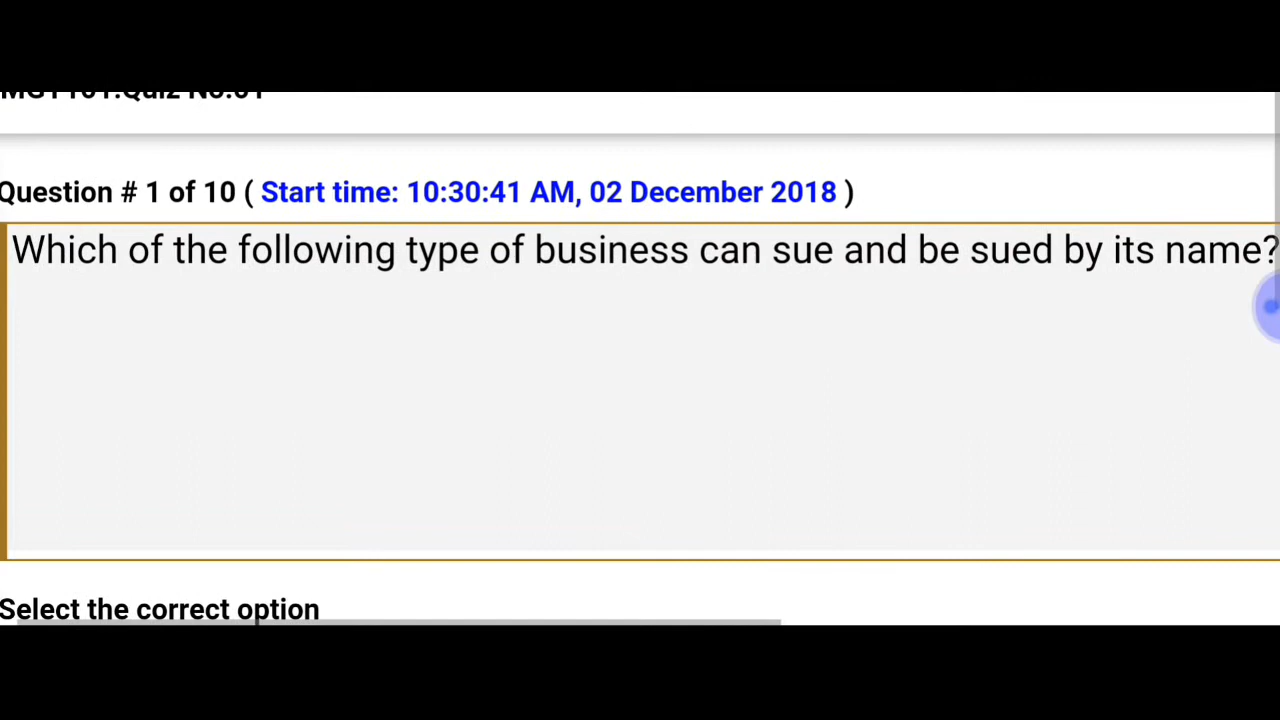 Question # 1 of 10 ( Start time: 10:30:41 AM, 02 December 2018 )
Which of the following type of business can sue and be sued by its name?
Select the correct option